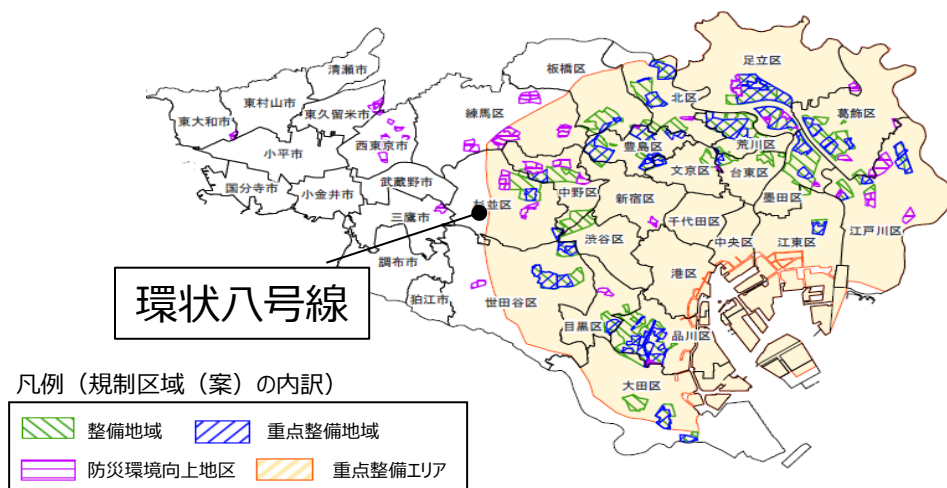 清瀬市
板橋区
足立区
東村山市
東久留米市
練馬区
北区
葛飾区
東大和市
西東京市
小平市
豊島区
荒川区
文京区
台東区
国分寺市
小金井市
武蔵野市
中野区
新宿区
墨田区
杉並区
三鷹市
千代田区
江戸川区
渋谷区
中央区
江東区
調布市
港区
狛江市
世田谷区
目黒区
品川区
大田区
環状八号線
凡例（規制区域（案）の内訳）
整備地域
重点整備地域
防災環境向上地区
重点整備エリア